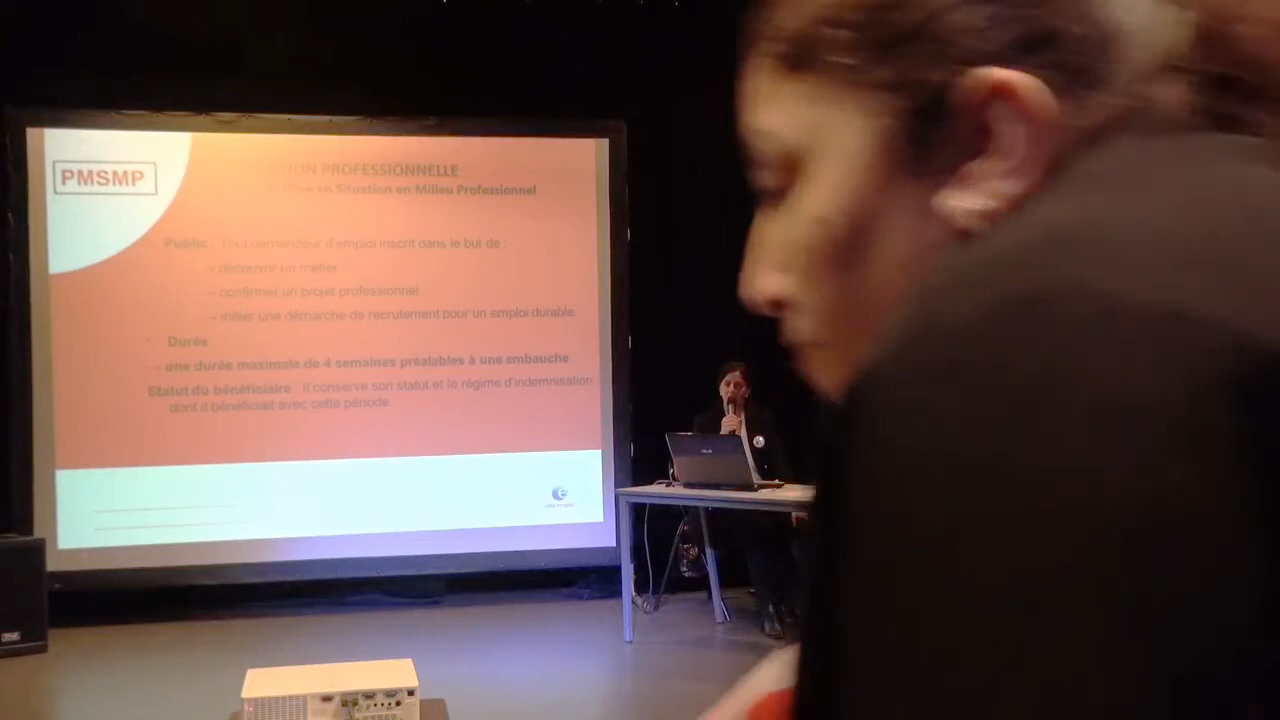 PMSMP
PROFESSIONNELLE
en Situation en Milieu Professionnel
Public : Tout demandeur d'emploi inscrit dans le but de :
- découvrir un métier
- confirmer un projet professionnel
- initier une démarche de recrutement pour un emploi durable.
• Durée
- une durée maximale de 4 semaines préalables à une embauche
Statut du bénéficiaire : il conserve son statut et le régime d'indemnisation
dont il bénéficiait avec cette période.
pôle emploi